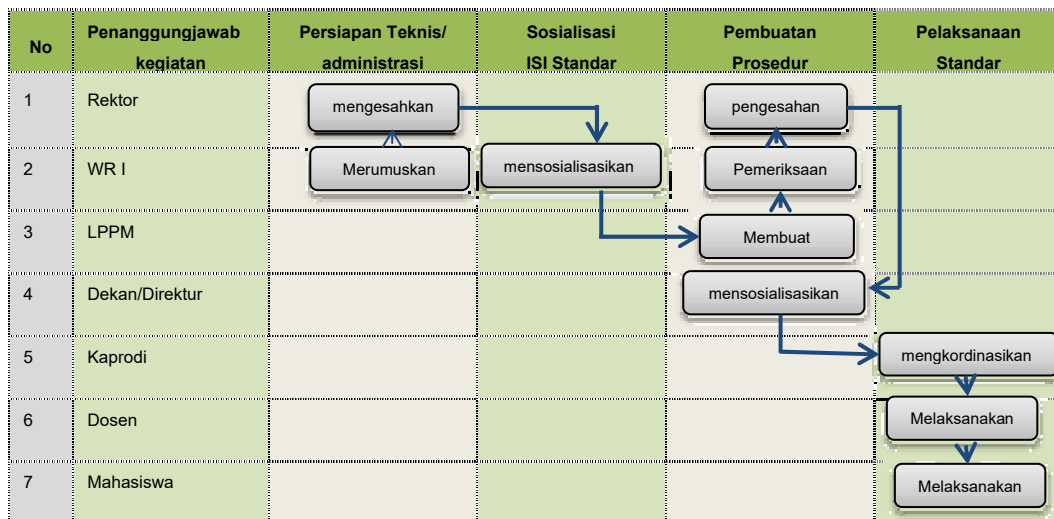 No
Penanggungjawab
kegiatan
Persiapan Teknis/
administrasi
Sosialisasi
ISI Standar
Pembuatan
Prosedur
Pelaksanaan
Standar
1
Rektor
mengesahkan
pengesahan
2
WR I
Merumuskan
mensosialisasikan
Pemeriksaan
3
LPPM
Membuat
4
Dekan/Direktur
mensosialisasikan
5
Kaprodi
mengkordinasikan
6
Dosen
Melaksanakan
7
Mahasiswa
Melaksanakan